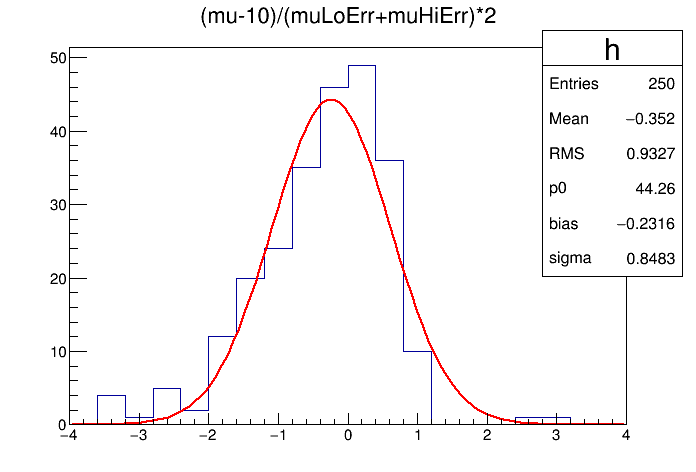 (mu-10)/(muLoErr+muHiErr)*2
h
Entries 250
Mean −0.352
RMS 0.9327
p0 44.26
bias −0.2316
sigma 0.8483
50
40
30
20
10
0
−4 −3 −2 −1 0 1 2 3 4